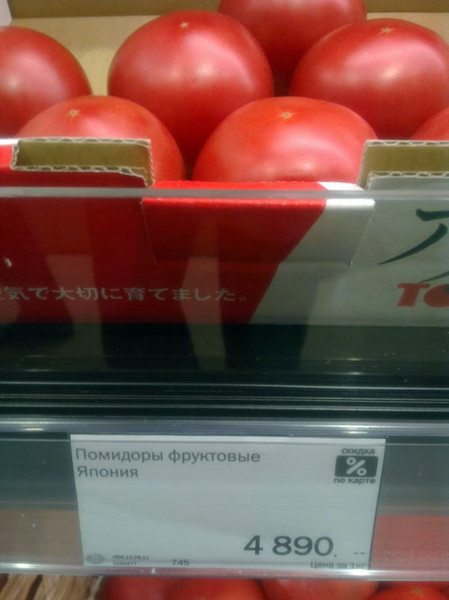 気で大切に育てました。
TO
Помидоры фруктовые
Япония
скидка
%
по карте
4 890. --
745
Цена за 1кг